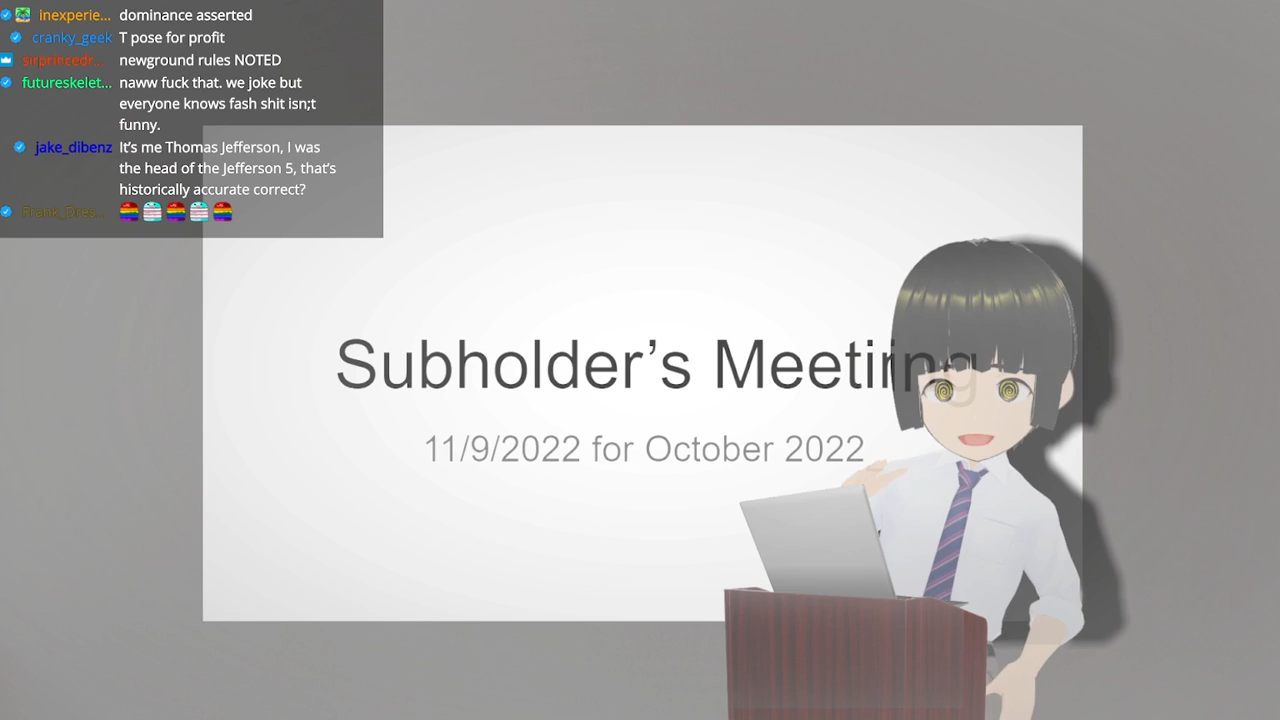 inexperie... dominance asserted
cranky_geek T pose for profit
sirprincedr... newground rules NOTED
futureskelet... naww fuck that. we joke but
everyone knows fash shit isn;t
funny.
jake_dibenz It's me Thomas Jefferson, I was
the head of the Jefferson 5, that's
historically accurate correct?
Frank_Dres...
Subholder's Meeting
11/9/2022 for October 2022